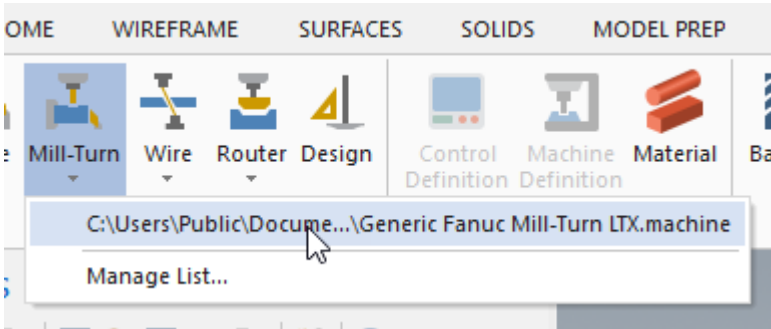 OME WIREFRAME SURFACES SOLIDS MODEL PREP
e Mill-Turn Wire Router Design Control Definition Machine Definition Material Ba
C:\Users\Public\Docume...\Generic Fanuc Mill-Turn LTX.machine
Manage List...
S